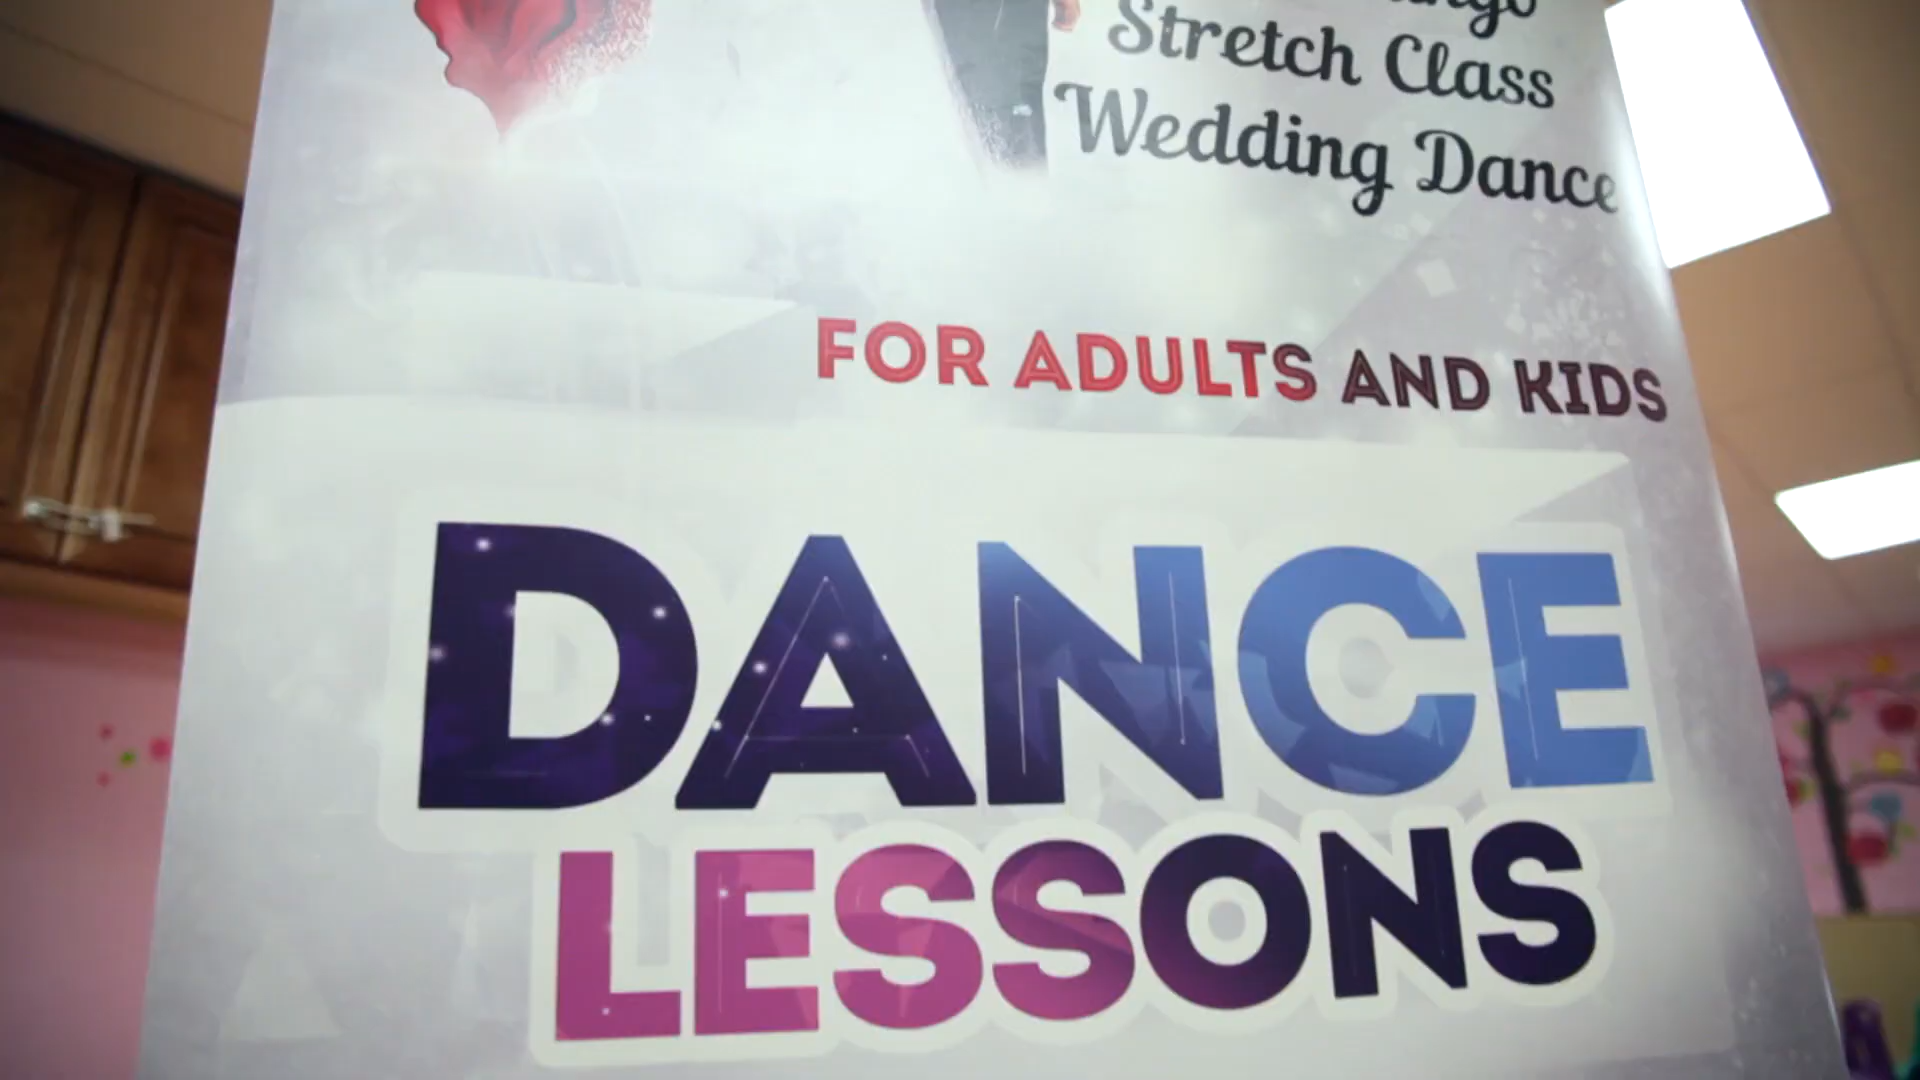 Stretch Class
Wedding Dance
FOR ADULTS AND KIDS
DANCE
LESSONS